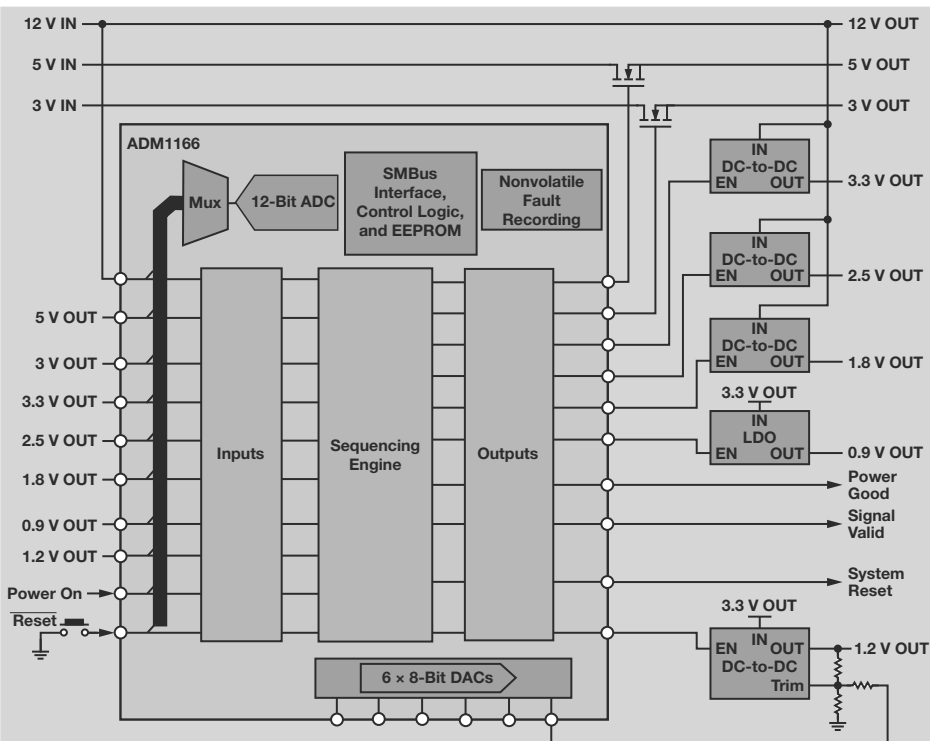 12 V IN
12 V OUT
5 V IN
5 V OUT
3 V IN
3 V OUT
ADM1166
Mux
12-Bit ADC
SMBus
Interface,
Control Logic,
and EEPROM
Nonvolatile
Fault
Recording
IN
DC-to-DC
EN OUT
3.3 V OUT
IN
DC-to-DC
EN OUT
2.5 V OUT
IN
DC-to-DC
EN OUT
1.8 V OUT
3.3 V OUT
IN
LDO
EN OUT
0.9 V OUT
5 V OUT
3 V OUT
3.3 V OUT
2.5 V OUT
1.8 V OUT
0.9 V OUT
1.2 V OUT
Power On
Reset
Inputs
Sequencing
Engine
Outputs
Power
Good
Signal
Valid
System
Reset
3.3 V OUT
IN
EN OUT
DC-to-DC
Trim
1.2 V OUT
6 × 8-Bit DACs